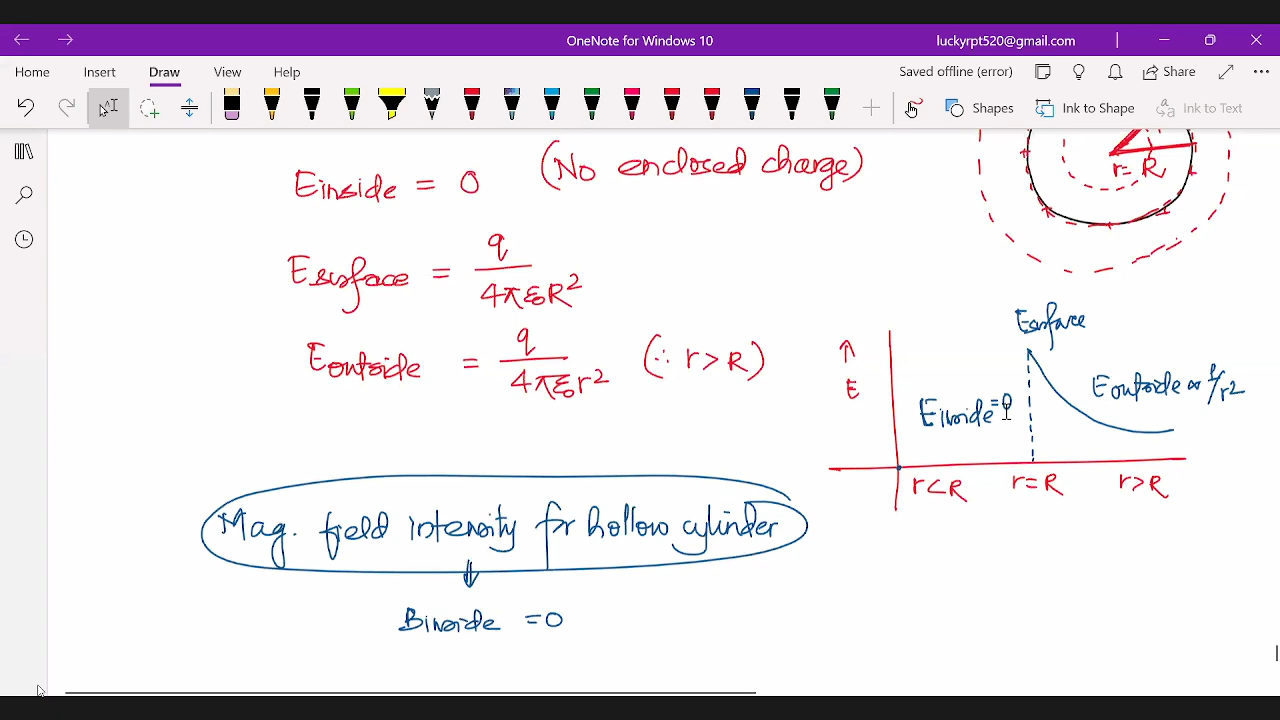 OneNote for Windows 10
luckyrpt520@gmail.com
Home Insert Draw View Help
Saved offline (error) Share
Shapes Ink to Shape Ink to Text
Einside = 0 (No enclosed charge)
r = R
Esurface = q / 4πε₀R²
Eoutside = q / 4πε₀r² (∵ r > R)
Esurface
↑
E
Einside = 0
Eoutside ∝ 1/r²
r < R r = R r > R
Mag. field intensity for hollow cylinder
⇓
Binside = 0